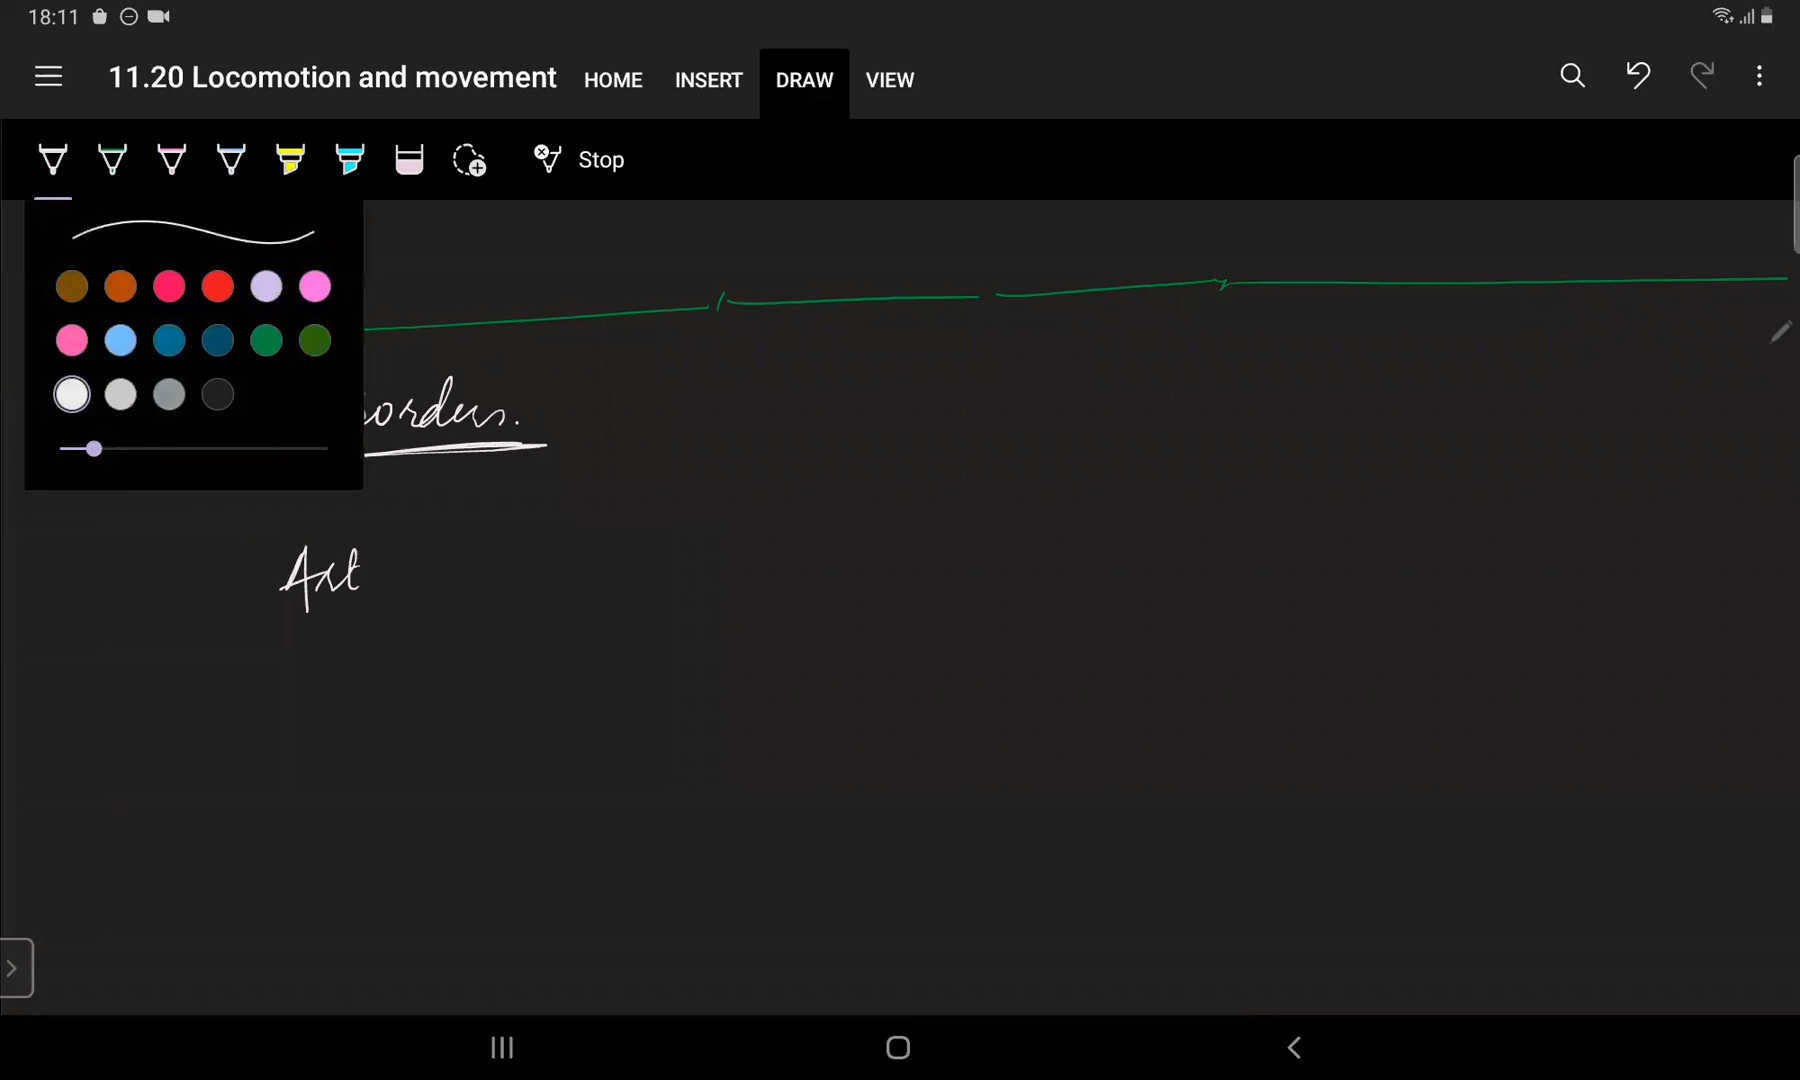 18:11
11.20 Locomotion and movement HOME INSERT DRAW VIEW
Stop
orders.
Art